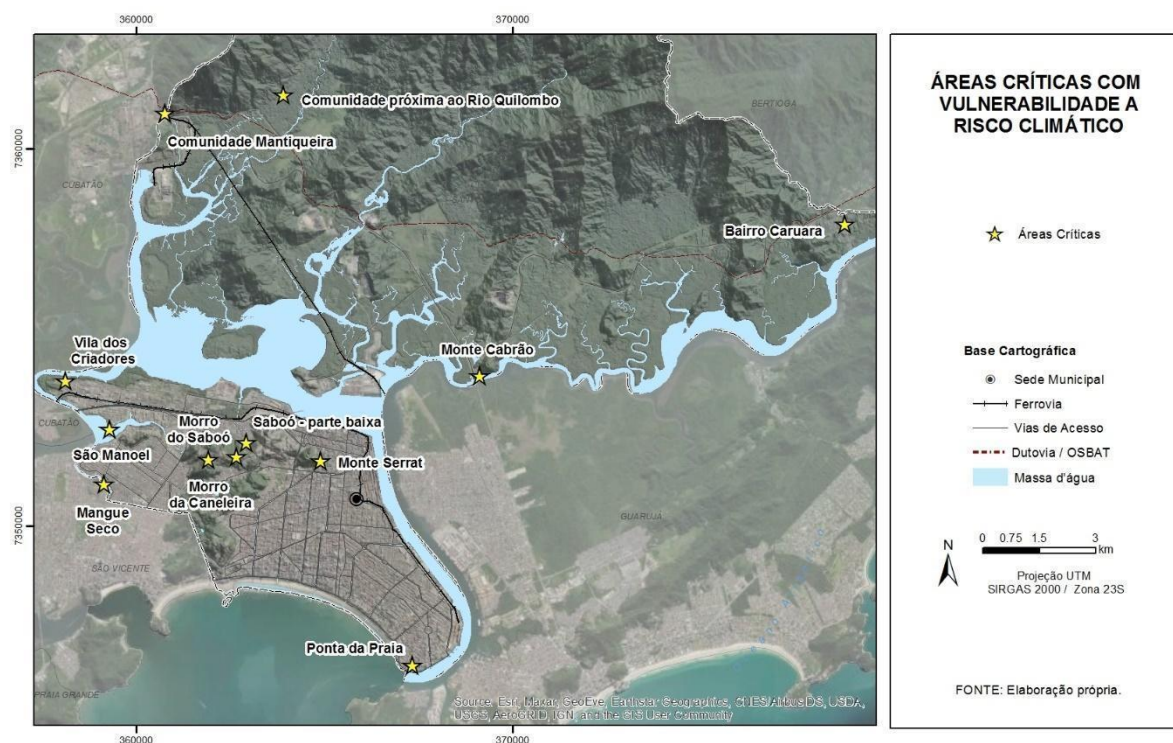 360000
370000
Comunidade próxima ao Rio Quilombo
BERTIOGA
Comunidade Mantiqueira
7360000
7360000
CUBATÃO
Bairro Caruara
Vila dos
Criadores
Monte Cabrão
CUBATÃO
Morro
do Saboó
Saboó - parte baixa
São Manoel
Monte Serrat
Morro
da Caneleira
Mangue
Seco
7350000
7350000
GUARUJÁ
SÃO VICENTE
Ponta da Praia
PRAIA GRANDE
Source: Esri, Maxar, GeoEye, Earthstar Geographics, CNES/Airbus DS, USDA,
USGS, AeroGRID, IGN, and the GIS User Community
360000
370000
ÁREAS CRÍTICAS COM
VULNERABILIDADE A
RISCO CLIMÁTICO
Áreas Críticas
Base Cartográfica
Sede Municipal
Ferrovia
Vias de Acesso
Dutovia / OSBAT
Massa d'água
N
0 0.75 1.5 3
km
Projeção UTM
SIRGAS 2000 / Zona 23S
FONTE: Elaboração própria.